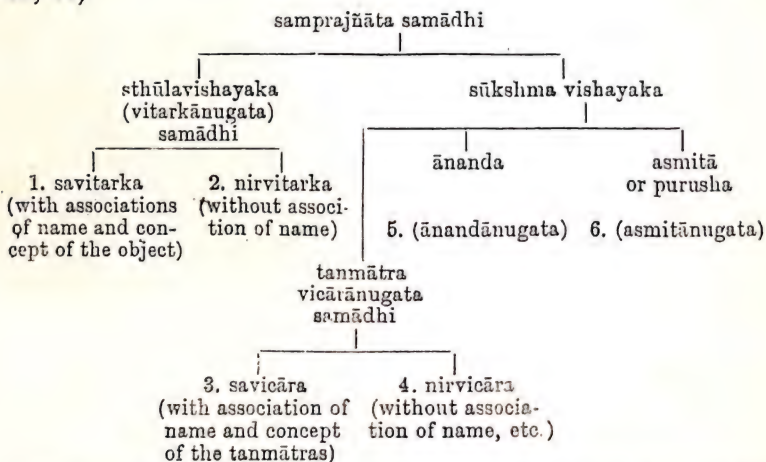 samprajñāta samādhi
sthūlavishayaka sūkshma vishayaka
(vitarkānugata)
samādhi
ānanda asmitā
or purusha
1. savitarka 2. nirvitarka
(with associations (without associ-
of name and con- tion of name) 5. (ānandānugata) 6. (asmitānugata)
cept of the object)
tanmātra
vicārānugata
samādhi
3. savicāra 4. nirvicāra
(with association of (without associa-
name and concept tion of name, etc.)
of the tanmātras)